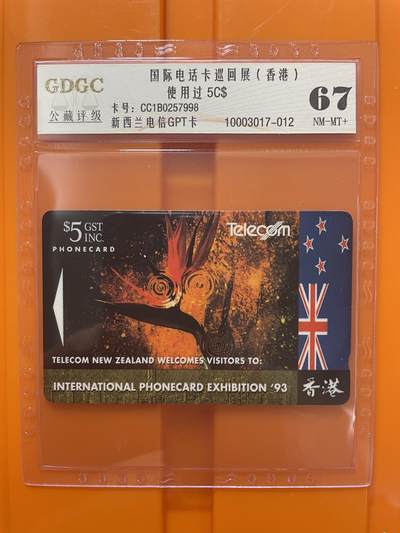 GDGC
公藏评级
国际电话卡巡回展(香港)
使用过 5C$
卡号: CC1B0257998
新西兰电信GPT卡 10003017-012
67
NM-MT+
$5 GST INC.
PHONECARD
Telecom
TELECOM NEW ZEALAND WELCOMES VISITORS TO:
INTERNATIONAL PHONECARD EXHIBITION '93
香港